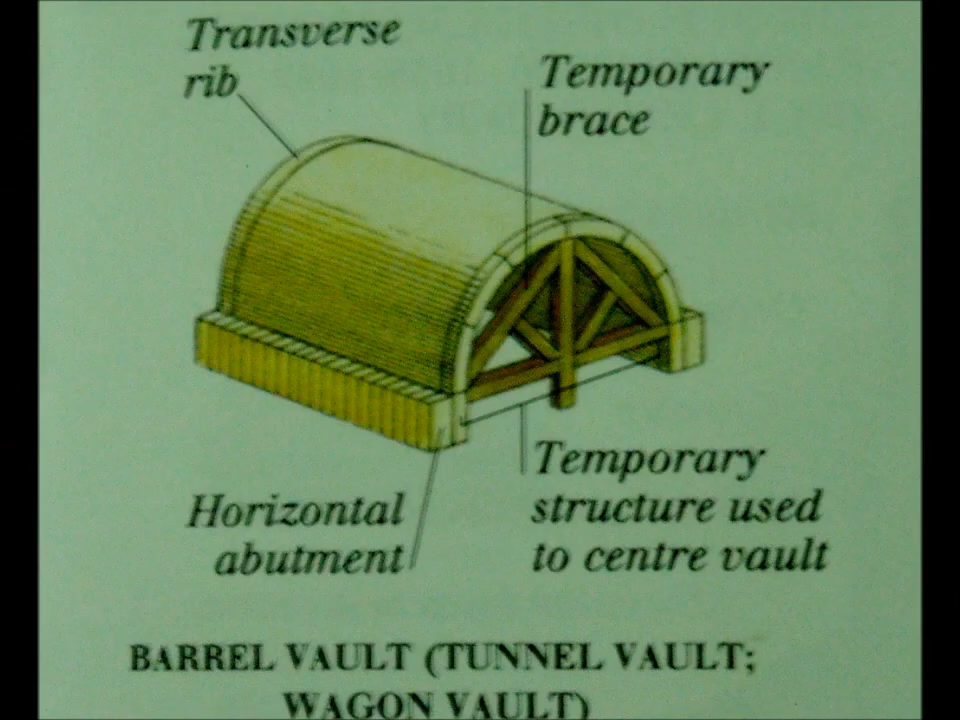 Transverse
rib
Temporary
brace
Temporary
structure used
to centre vault
Horizontal
abutment
BARREL VAULT (TUNNEL VAULT;
WAGON VAULT)